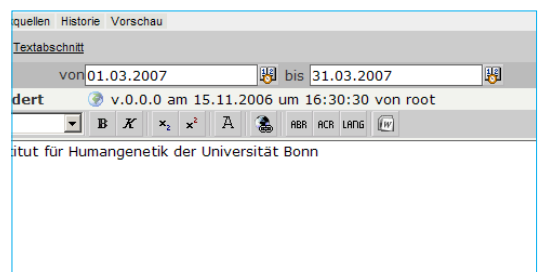 quellen Historie Vorschau
Textabschnitt
von 01.03.2007 bis 31.03.2007
dert v.0.0.0 am 15.11.2006 um 16:30:30 von root
B K x₂ x² A ABR ACR LANG W
titut für Humangenetik der Universität Bonn